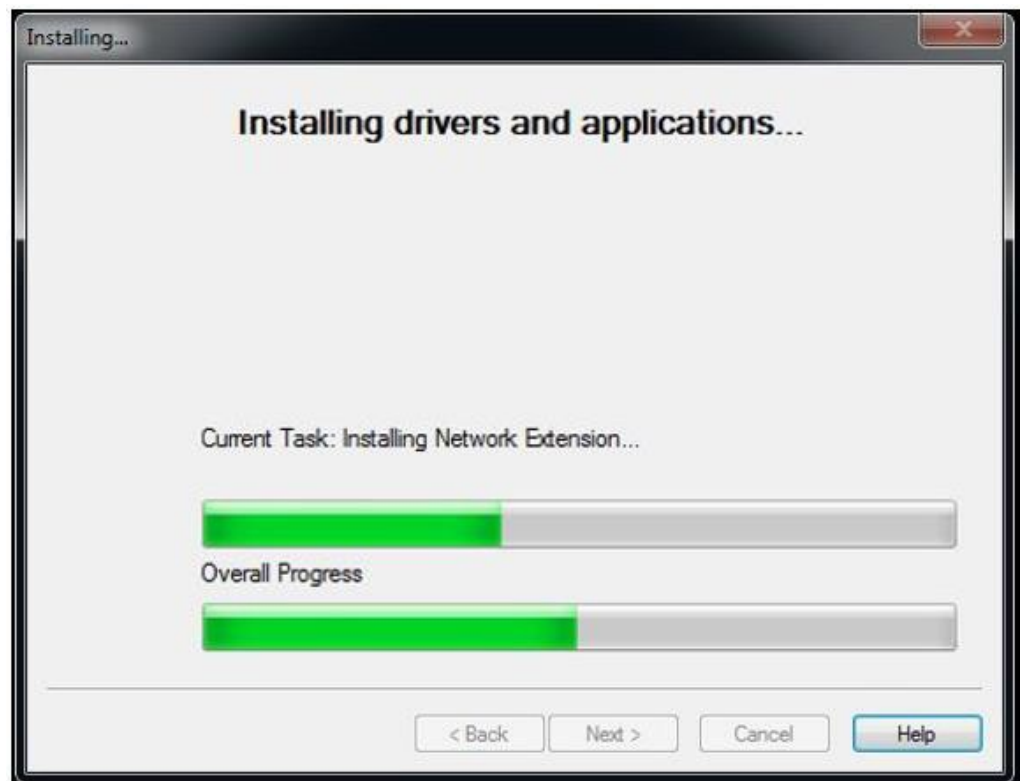 Installing...
Installing drivers and applications...
Current Task: Installing Network Extension...
Overall Progress
< Back Next > Cancel Help